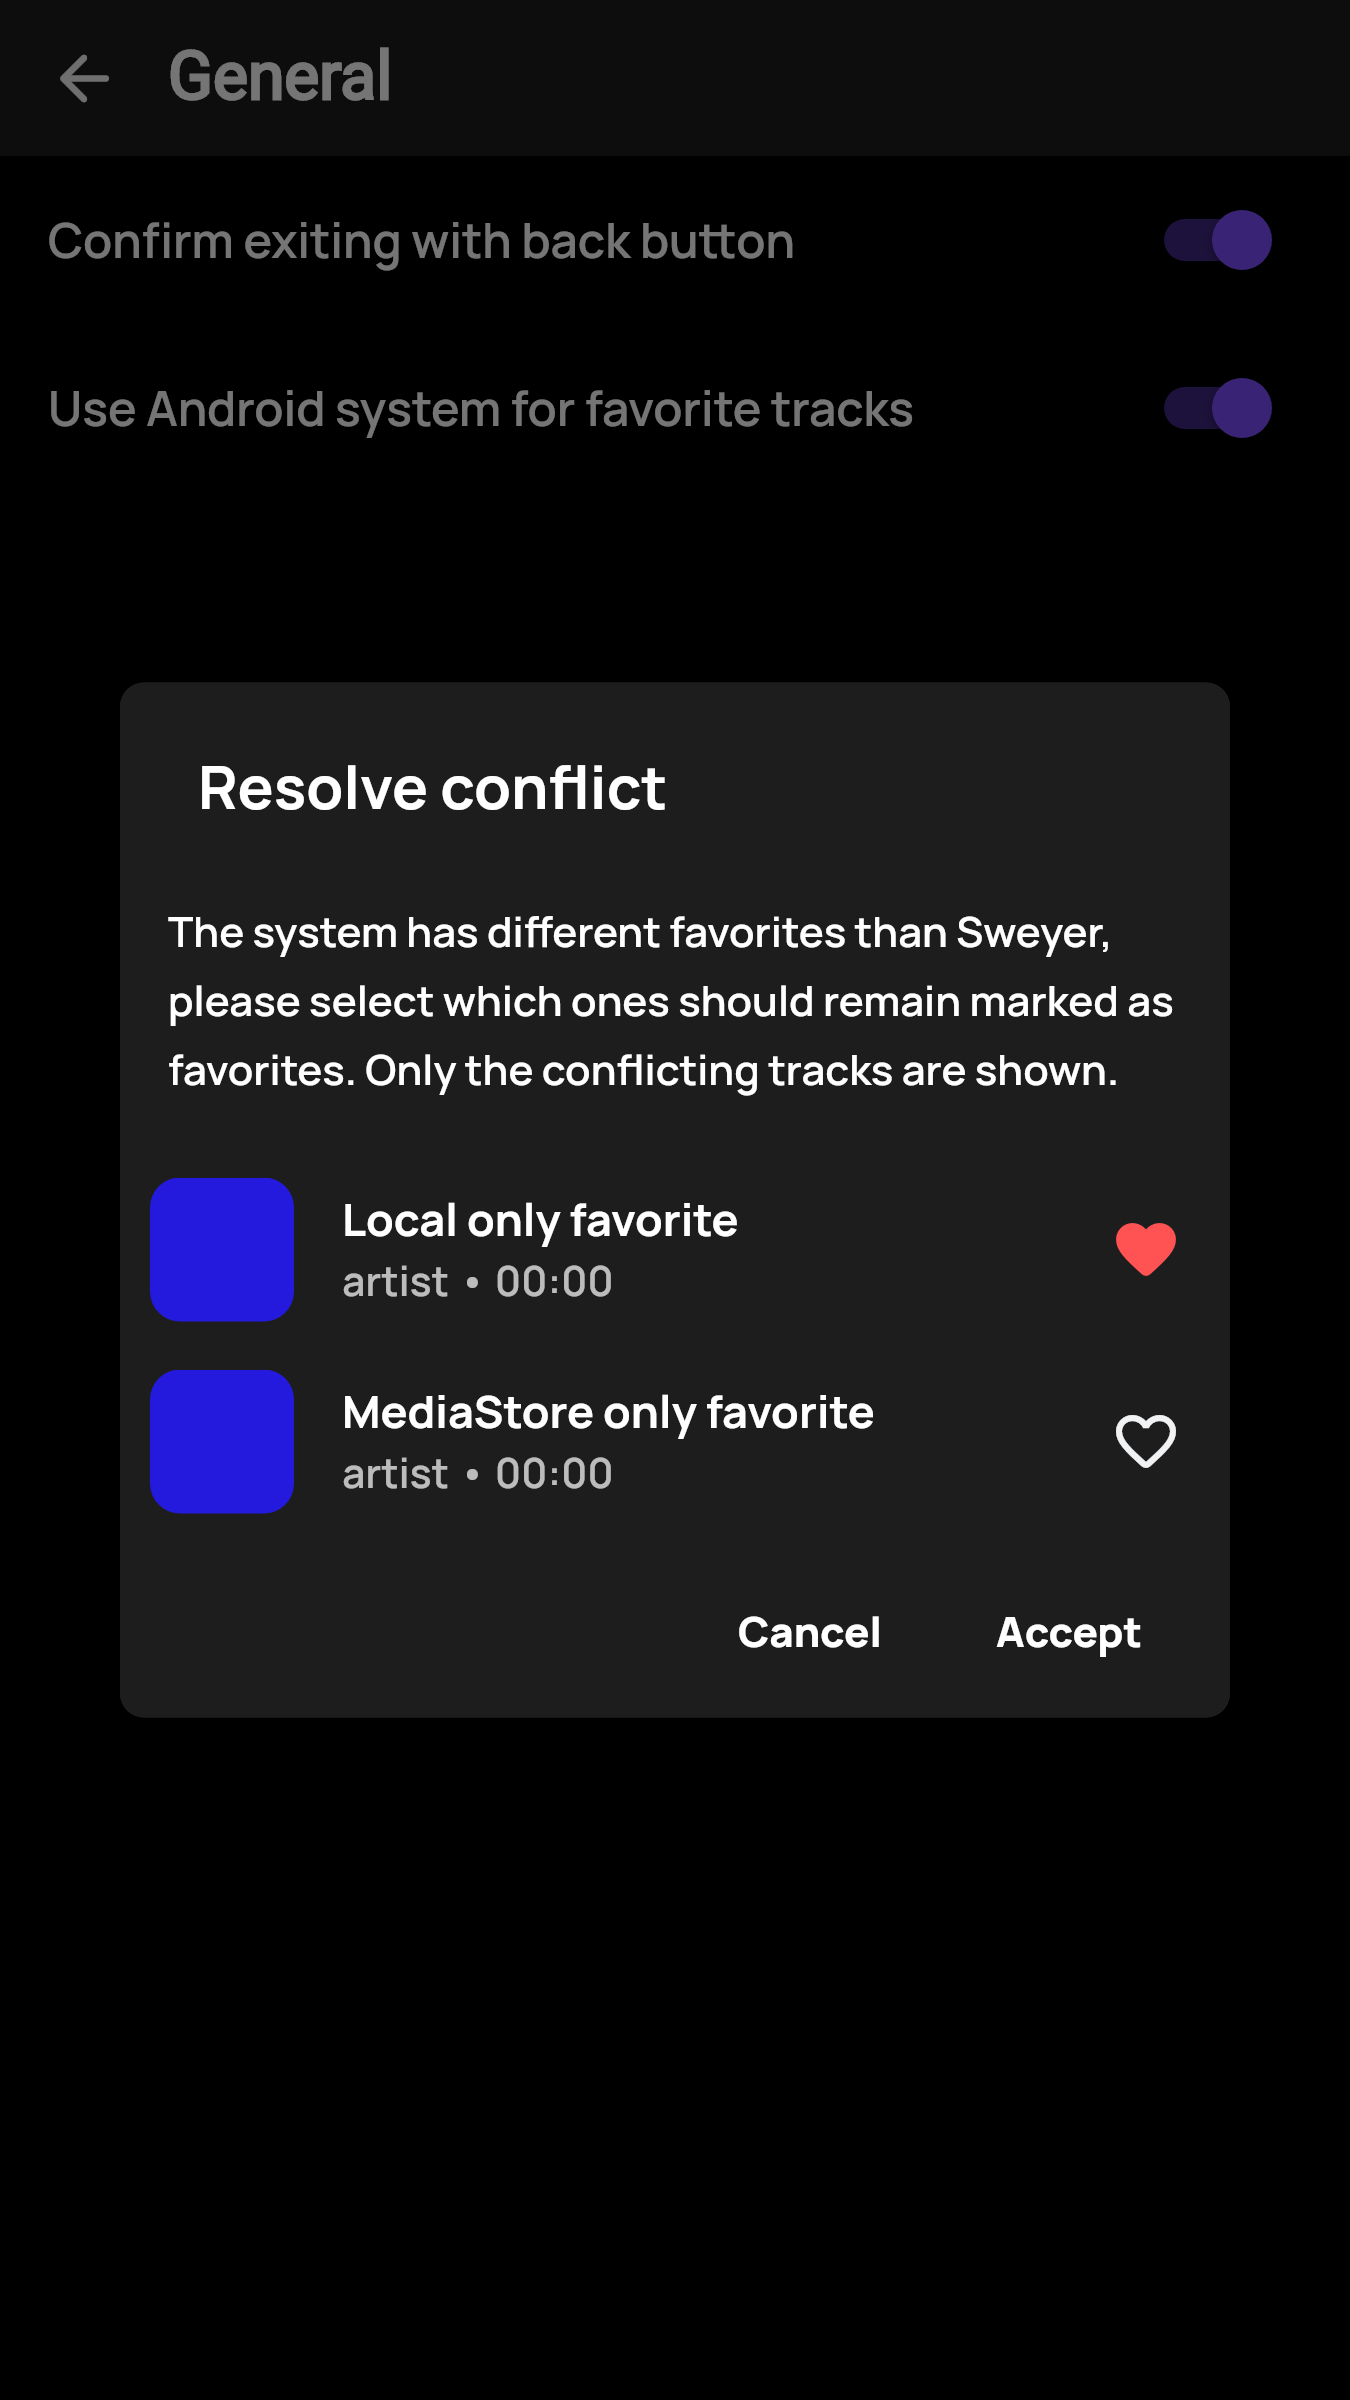 General
Confirm exiting with back button
Use Android system for favorite tracks
Resolve conflict
The system has different favorites than Sweyer,
please select which ones should remain marked as
favorites. Only the conflicting tracks are shown.
Local only favorite
artist • 00:00
MediaStore only favorite
artist • 00:00
Cancel Accept